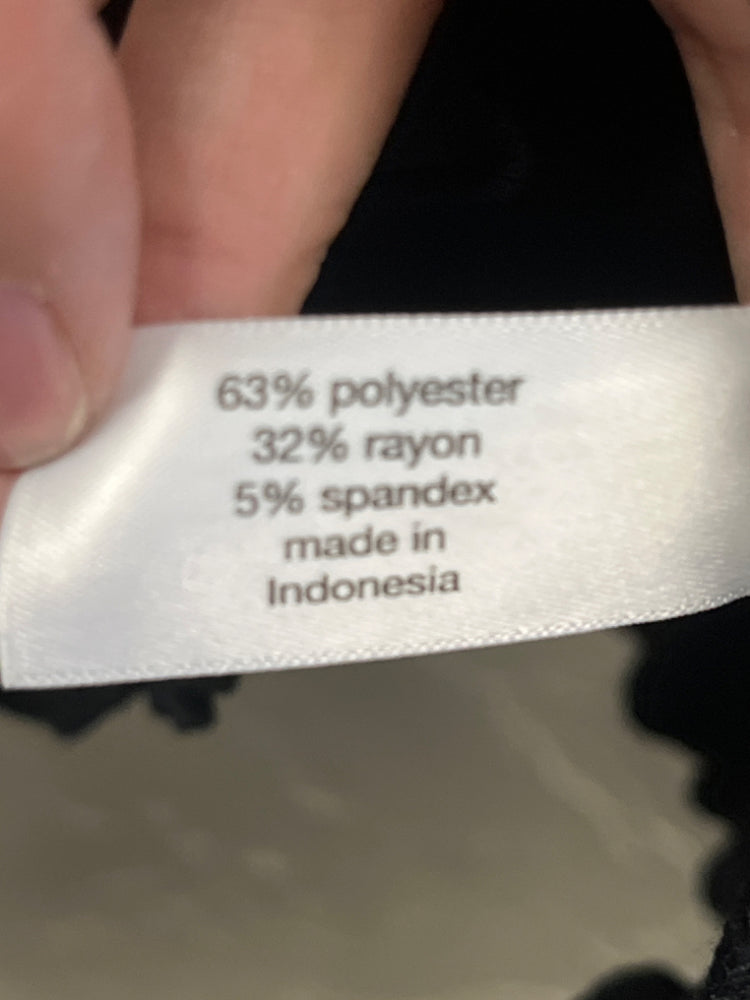 63% polyester
32% rayon
5% spandex
made in
Indonesia